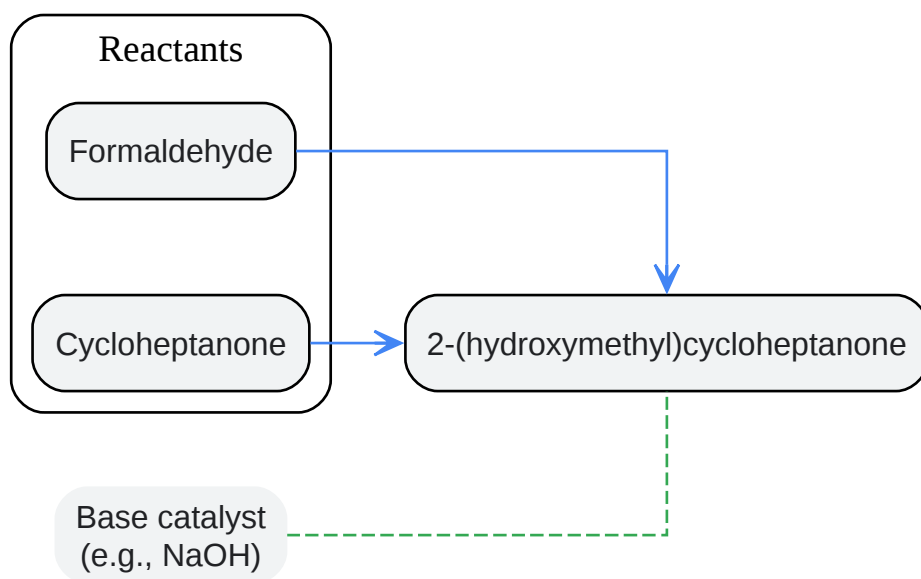 Reactants
Formaldehyde
Cycloheptanone
2-(hydroxymethyl)cycloheptanone
Base catalyst
(e.g., NaOH)